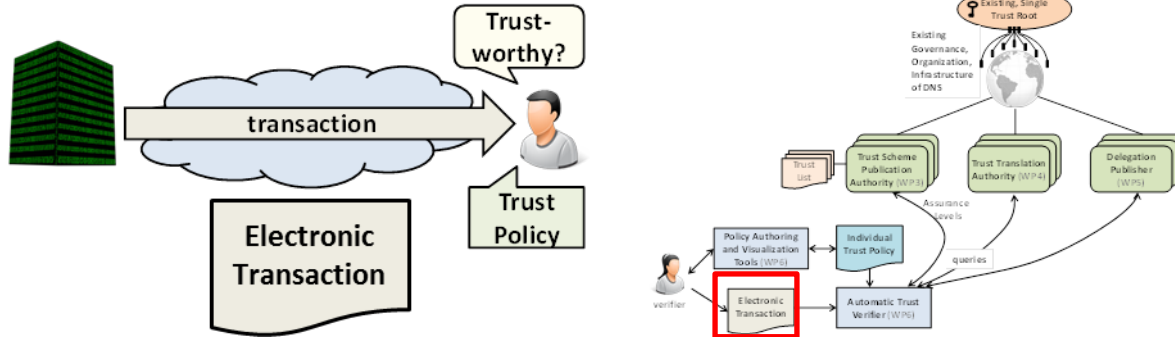 Trust-
worthy?
transaction
Trust
Policy
Electronic
Transaction
Existing, Single
Trust Root
Existing
Governance,
Organization,
Infrastructure
of DNS
Trust
List
Trust Scheme
Publication
Authority (WP3)
Trust Translation
Authority (WP4)
Delegation
Publisher
(WP5)
Assurance
Levels
Policy Authoring
and Visualization
Tools (WP6)
Individual
Trust Policy
queries
verifier
Electronic
Transaction
Automatic Trust
Verifier (WP6)